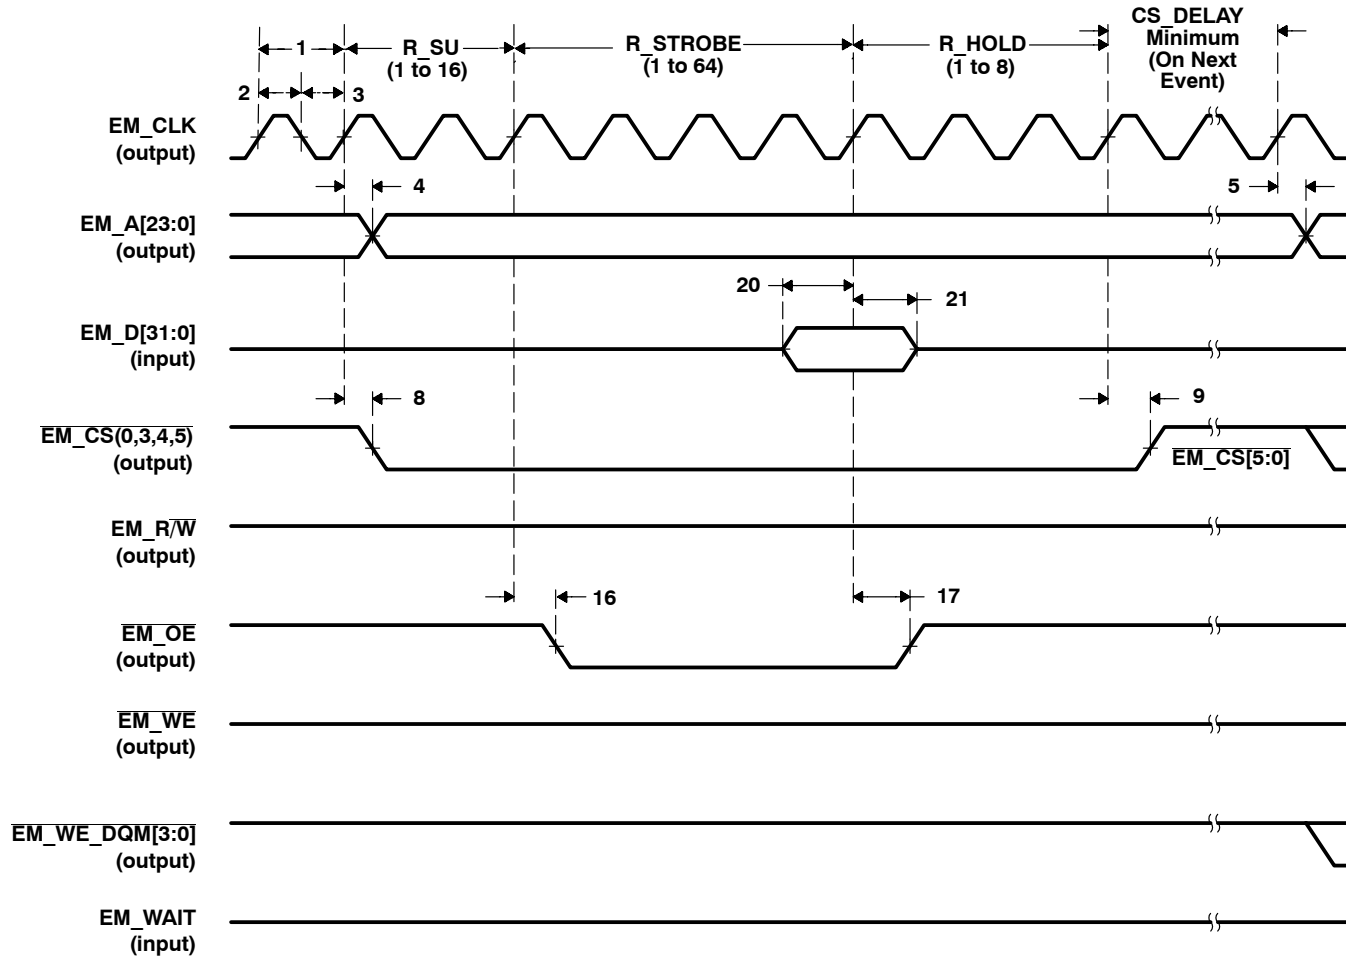 CS_DELAY
Minimum
(On Next
Event)
1
R_SU
(1 to 16)
R_STROBE
(1 to 64)
R_HOLD
(1 to 8)
2
3
EM_CLK
(output)
4
5
EM_A[23:0]
(output)
20
21
EM_D[31:0]
(input)
8
9
EM_CS(0,3,4,5)
(output)
EM_CS[5:0]
EM_R/W
(output)
16
17
EM_OE
(output)
EM_WE
(output)
EM_WE_DQM[3:0]
(output)
EM_WAIT
(input)